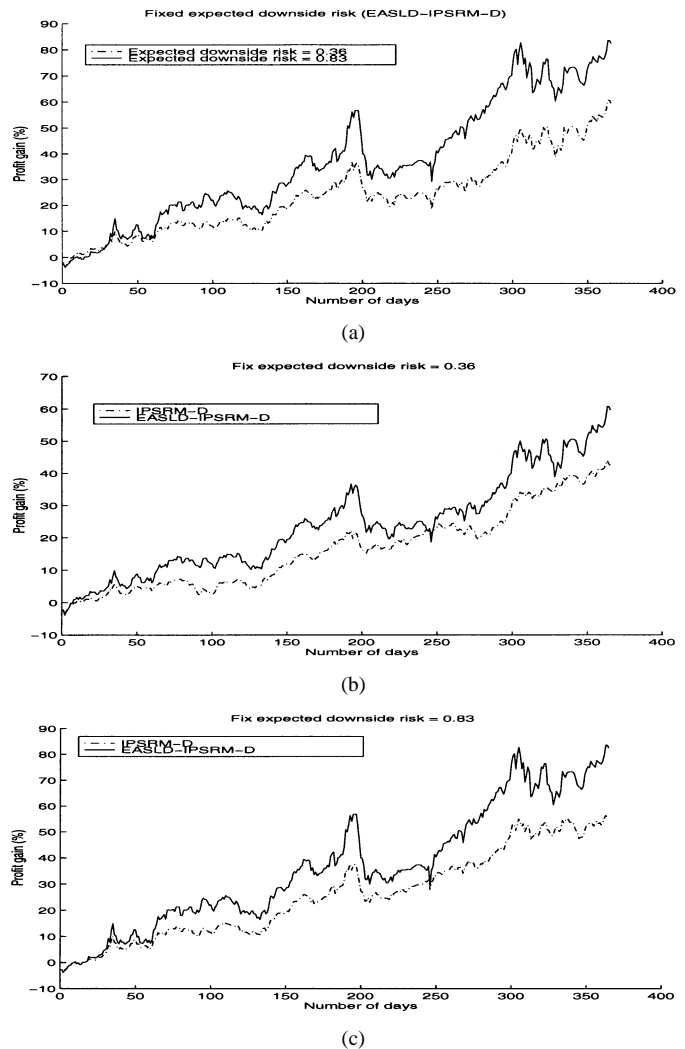 Fixed expected downside risk (EASLD-IPSRM-D)
90
80
70
60
50
40
30
20
10
0
-10
Profit gain (%)
Expected downside risk = 0.36
Expected downside risk = 0.83
0 50 100 150 200 250 300 350 400
Number of days
(a)
Fix expected downside risk = 0.36
70
60
50
40
30
20
10
0
-10
Profit gain (%)
IPSRM-D
EASLD-IPSRM-D
0 50 100 150 200 250 300 350 400
Number of days
(b)
Fix expected downside risk = 0.83
90
80
70
60
50
40
30
20
10
0
-10
Profit gain (%)
IPSRM-D
EASLD-IPSRM-D
0 50 100 150 200 250 300 350 400
Number of days
(c)